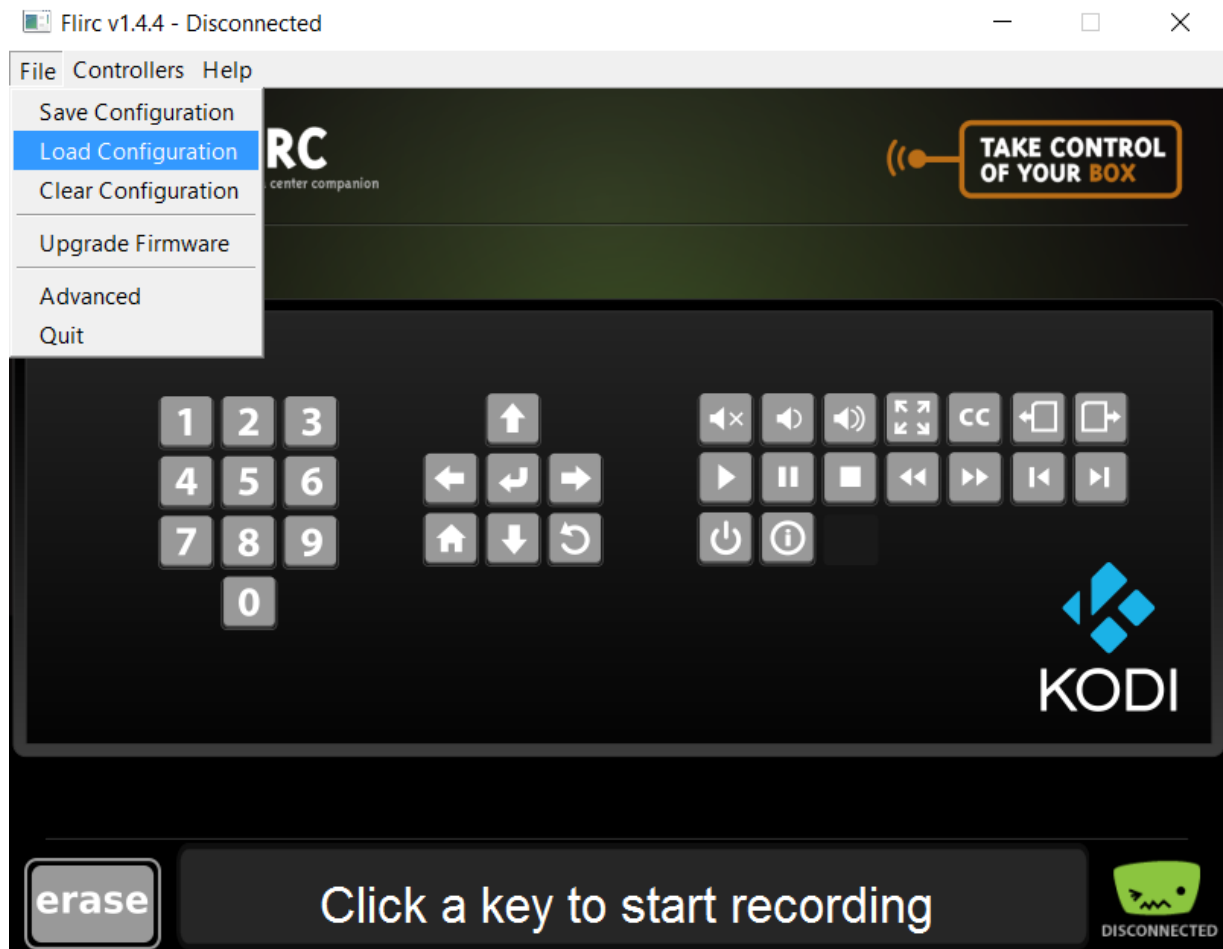 Flirc v1.4.4 - Disconnected
File Controllers Help
Save Configuration
Load Configuration
Clear Configuration
Upgrade Firmware
Advanced
Quit
RC
center companion
TAKE CONTROL
OF YOUR BOX
1 2 3
4 5 6
7 8 9
0
CC
KODI
erase
Click a key to start recording
DISCONNECTED